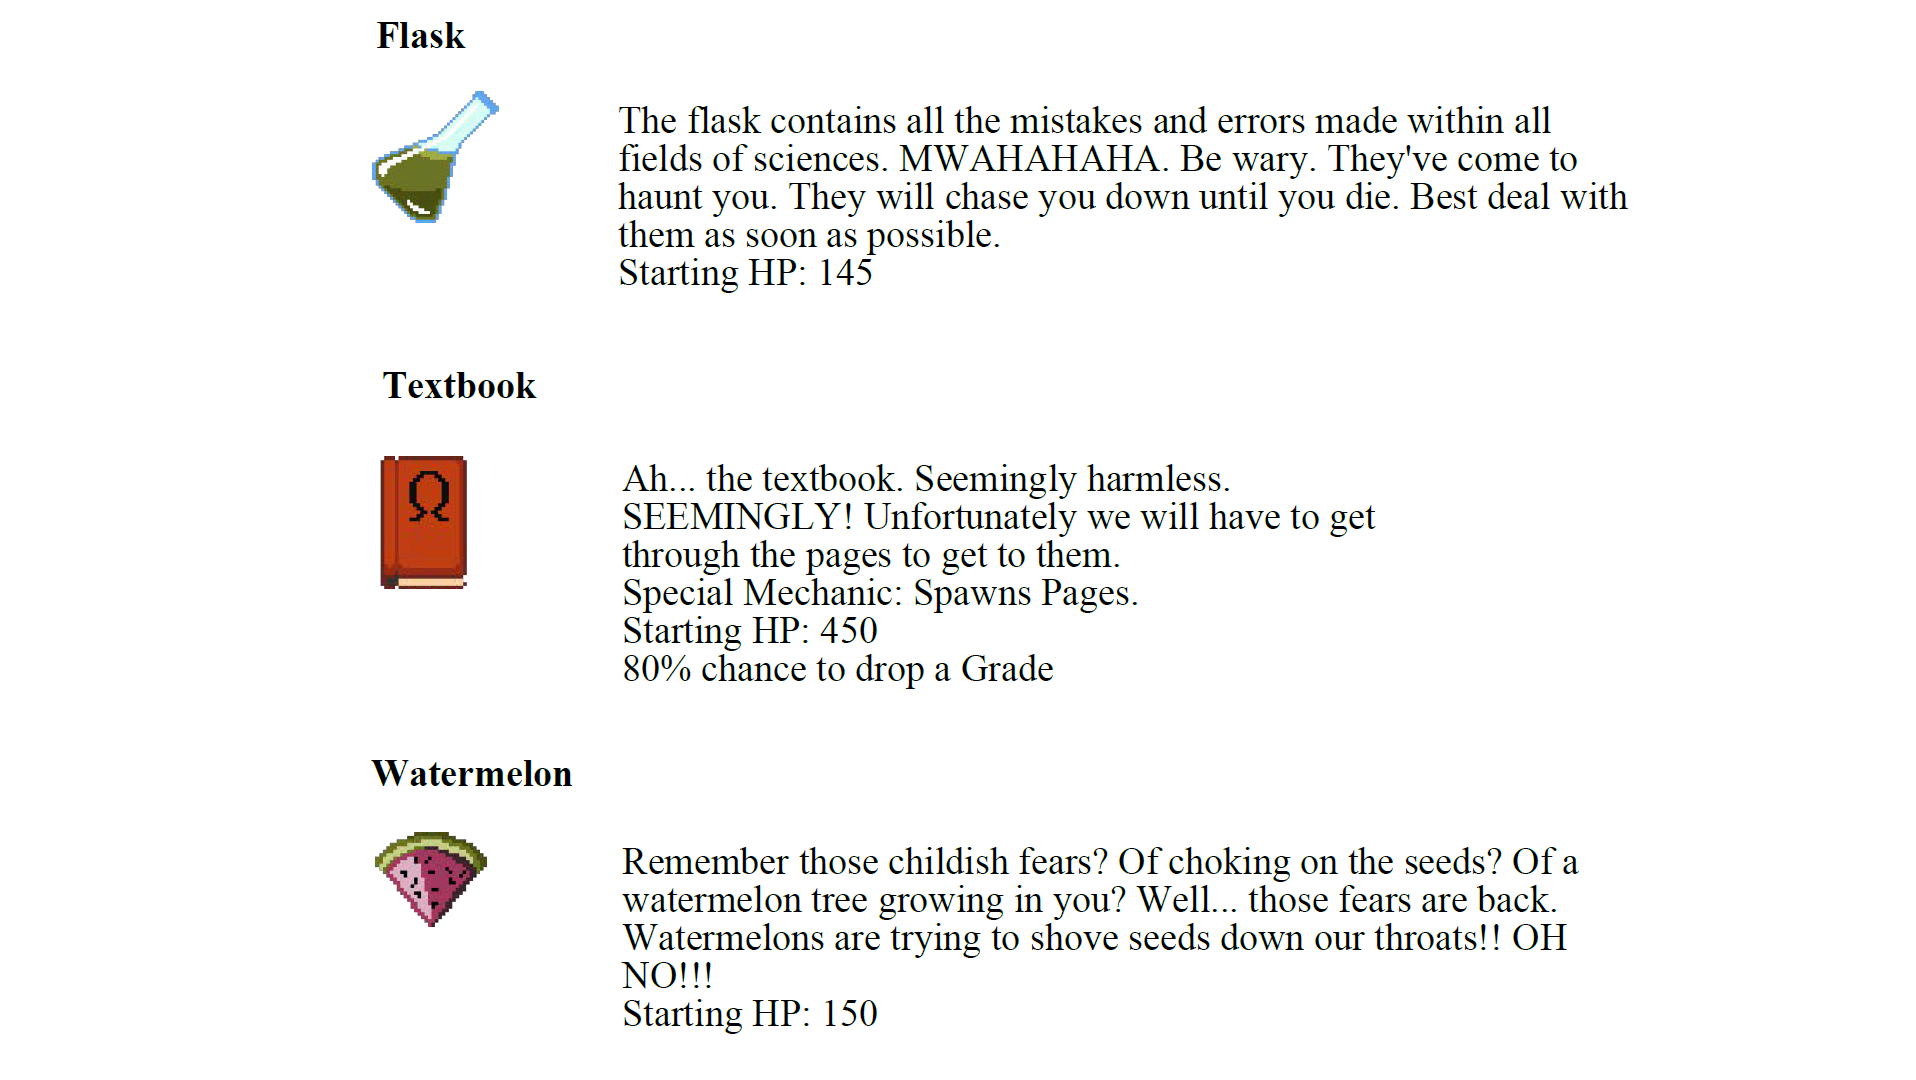 Flask
The flask contains all the mistakes and errors made within all
fields of sciences. MWAHAHAHA. Be wary. They've come to
haunt you. They will chase you down until you die. Best deal with
them as soon as possible.
Starting HP: 145
Textbook
Ω
Ah... the textbook. Seemingly harmless.
SEEMINGLY! Unfortunately we will have to get
through the pages to get to them.
Special Mechanic: Spawns Pages.
Starting HP: 450
80% chance to drop a Grade
Watermelon
Remember those childish fears? Of choking on the seeds? Of a
watermelon tree growing in you? Well... those fears are back.
Watermelons are trying to shove seeds down our throats!! OH
NO!!!
Starting HP: 150